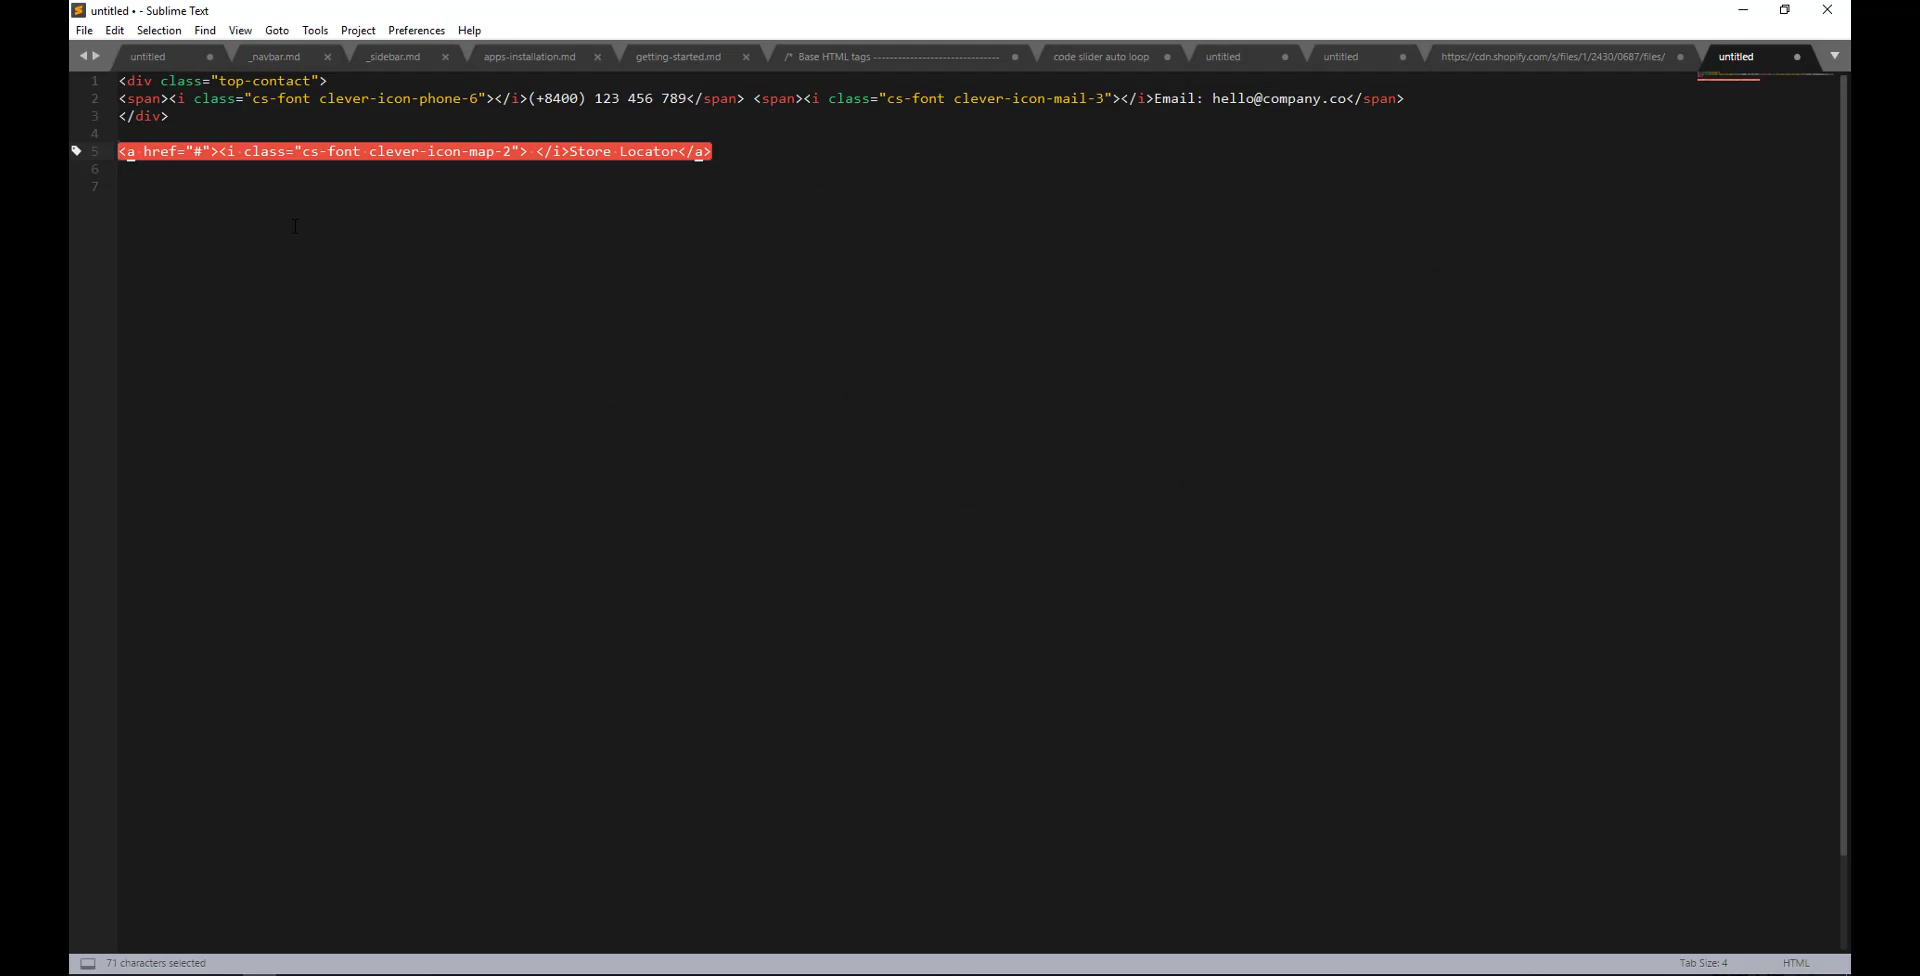 untitled • - Sublime Text
File Edit Selection Find View Goto Tools Project Preferences Help
untitled _navbar.md _sidebar.md apps-installation.md getting-started.md /* Base HTML tags -------------------------------- code slider auto loop untitled untitled https://cdn.shopify.com/s/files/1/2430/0687/files/ untitled
1 <div class="top-contact">
2 <span><i class="cs-font clever-icon-phone-6"></i>(+8400) 123 456 789</span> <span><i class="cs-font clever-icon-mail-3"></i>Email: hello@company.co</span>
3 </div>
4
5 <a href="#"><i class="cs-font clever-icon-map-2"> </i>Store Locator</a>
6
7
71 characters selected Tab Size: 4 HTML